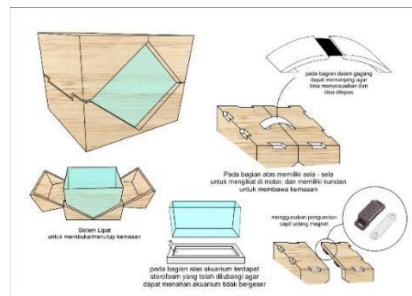 pada bagian dalam gagang
dapat memanjang agar
bisa menyesuaikan dan
bisa dilepas
Pada bagian atas memiliki sela - sela
untuk mengikat di motor, dan memiliki kuncian
untuk membawa kemasan
Sistem Lipat
untuk membuka/menutup kemasan
menggunakan penguncian
capit udang magnet
pada bagian alas akuarium terdapat
sterofoam yang telah dilubangi agar
dapat menahan akuarium tidak bergeser